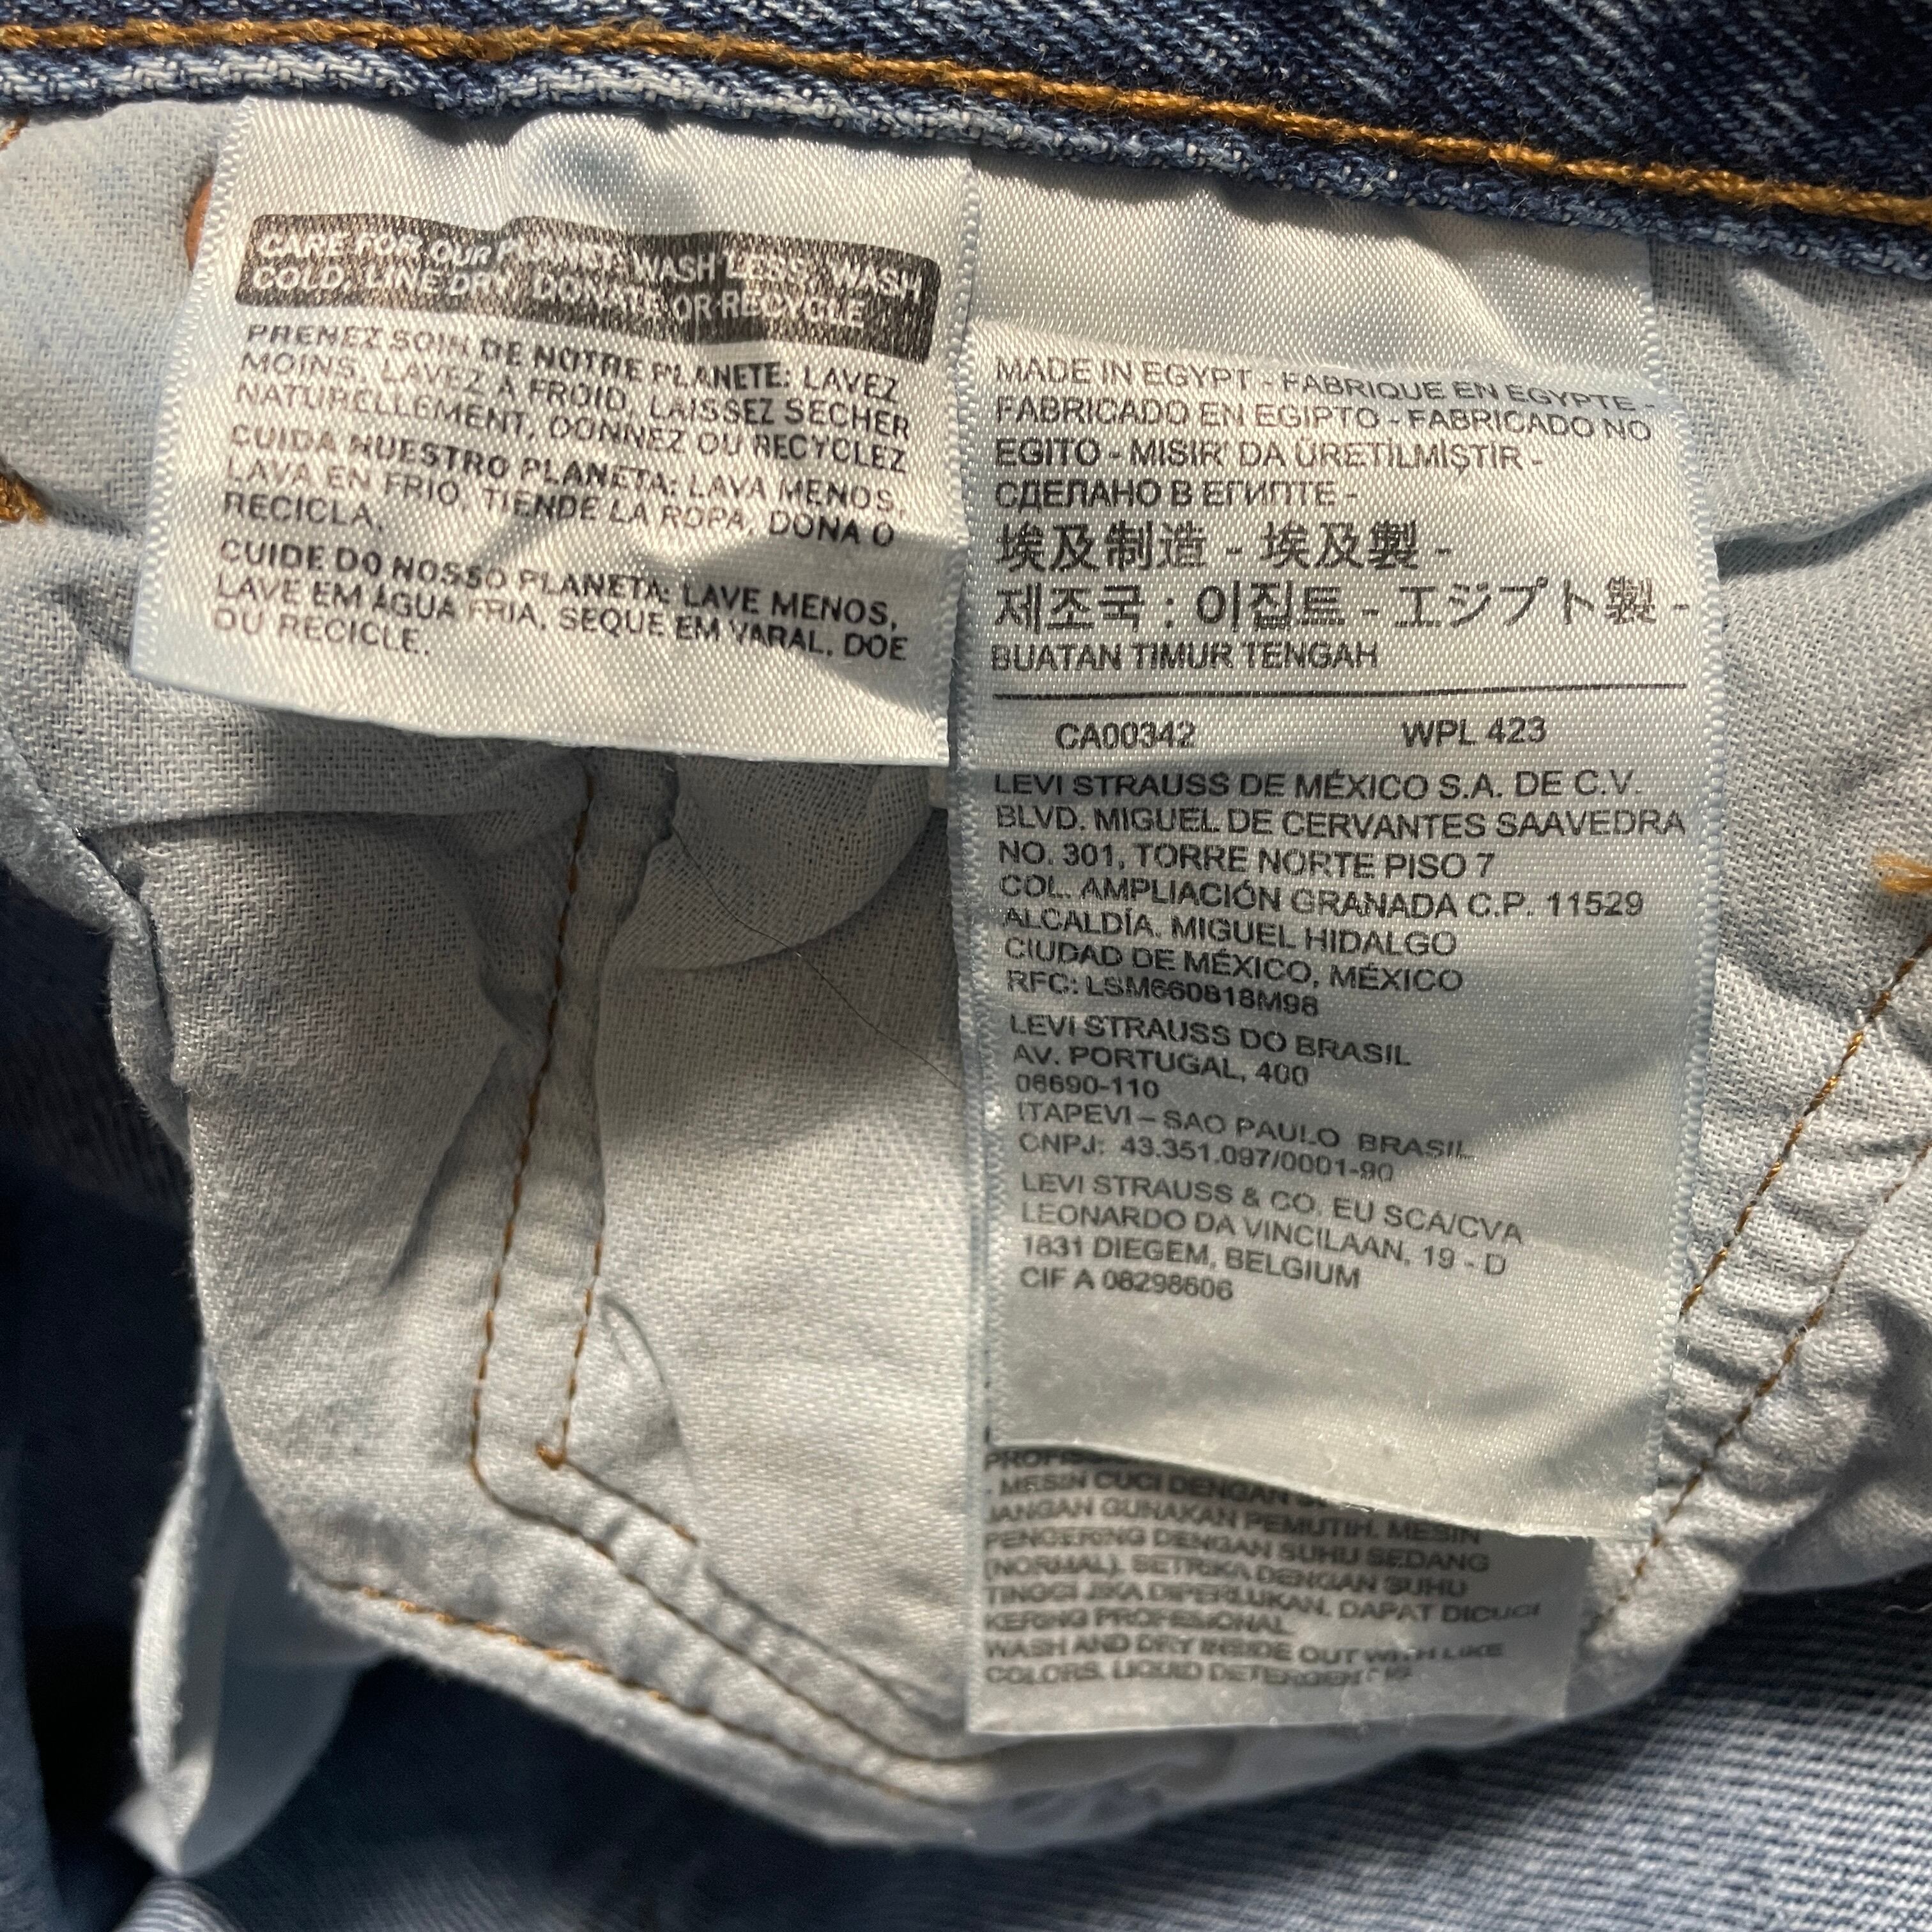 CARE FOR OUR PLANET: WASH LESS, WASH
COLD, LINE DRY, DONATE OR RECYCLE
PRENEZ SOIN DE NOTRE PLANETE: LAVEZ
MOINS, LAVEZ À FROID, LAISSEZ SECHER
NATURELLEMENT, DONNEZ OU RECYCLEZ
CUIDA NUESTRO PLANETA: LAVA MENOS,
LAVA EN FRIO, TIENDE LA ROPA, DONA O
RECICLA.
CUIDE DO NOSSO PLANETA: LAVE MENOS,
LAVE EM ÁGUA FRIA, SEQUE EM VARAL, DOE
OU RECICLE.
MADE IN EGYPT - FABRIQUE EN EGYPTE -
FABRICADO EN EGIPTO - FABRICADO NO
EGITO - MISIR' DA ÜRETİLMİŞTİR -
СДЕЛАНО В ЕГИПТЕ -
埃及制造 - 埃及製 -
제조국 : 이집트 - エジプト製 -
BUATAN TIMUR TENGAH
CA00342 WPL 423
LEVI STRAUSS DE MÉXICO S.A. DE C.V.
BLVD. MIGUEL DE CERVANTES SAAVEDRA
NO. 301, TORRE NORTE PISO 7
COL. AMPLIACIÓN GRANADA C.P. 11529
ALCALDÍA. MIGUEL HIDALGO
CIUDAD DE MÉXICO, MÉXICO
RFC: LSM660818M98
LEVI STRAUSS DO BRASIL
AV. PORTUGAL, 400
06690-110
ITAPEVI – SAO PAULO BRASIL
CNPJ: 43.351.097/0001-90
LEVI STRAUSS & CO. EU SCA/CVA
LEONARDO DA VINCILAAN, 19 - D
1831 DIEGEM, BELGIUM
CIF A 08298606
. MESIN CUCI DENGAN
JANGAN GUNAKAN PEMUTIH. MESIN
PENGERING DENGAN SUHU SEDANG
(NORMAL). SETRIKA DENGAN SUHU
TINGGI JIKA DIPERLUKAN. DAPAT DICUCI
KERING PROFESIONAL
WASH AND DRY INSIDE OUT WITH LIKE
COLORS. LIQUID DETERGENT IS